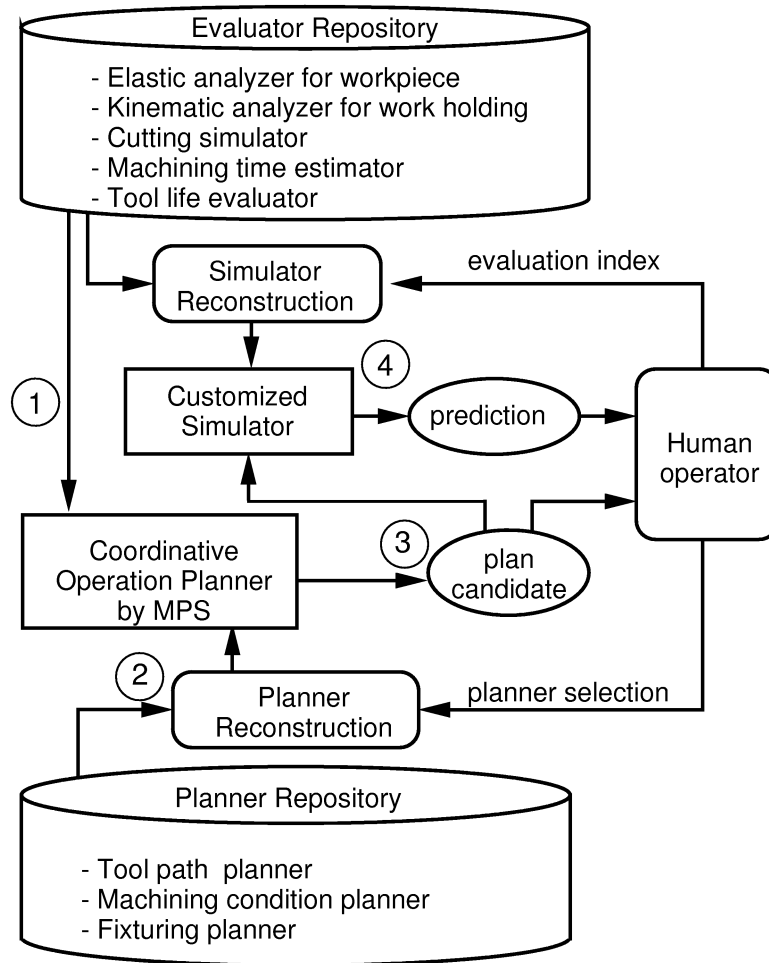 Evaluator Repository
- Elastic analyzer for workpiece
- Kinematic analyzer for work holding
- Cutting simulator
- Machining time estimator
- Tool life evaluator
Simulator
Reconstruction
evaluation index
1
Customized
Simulator
4
prediction
Human
operator
Coordinative
Operation Planner
by MPS
3
plan
candidate
2
Planner
Reconstruction
planner selection
Planner Repository
- Tool path planner
- Machining condition planner
- Fixturing planner